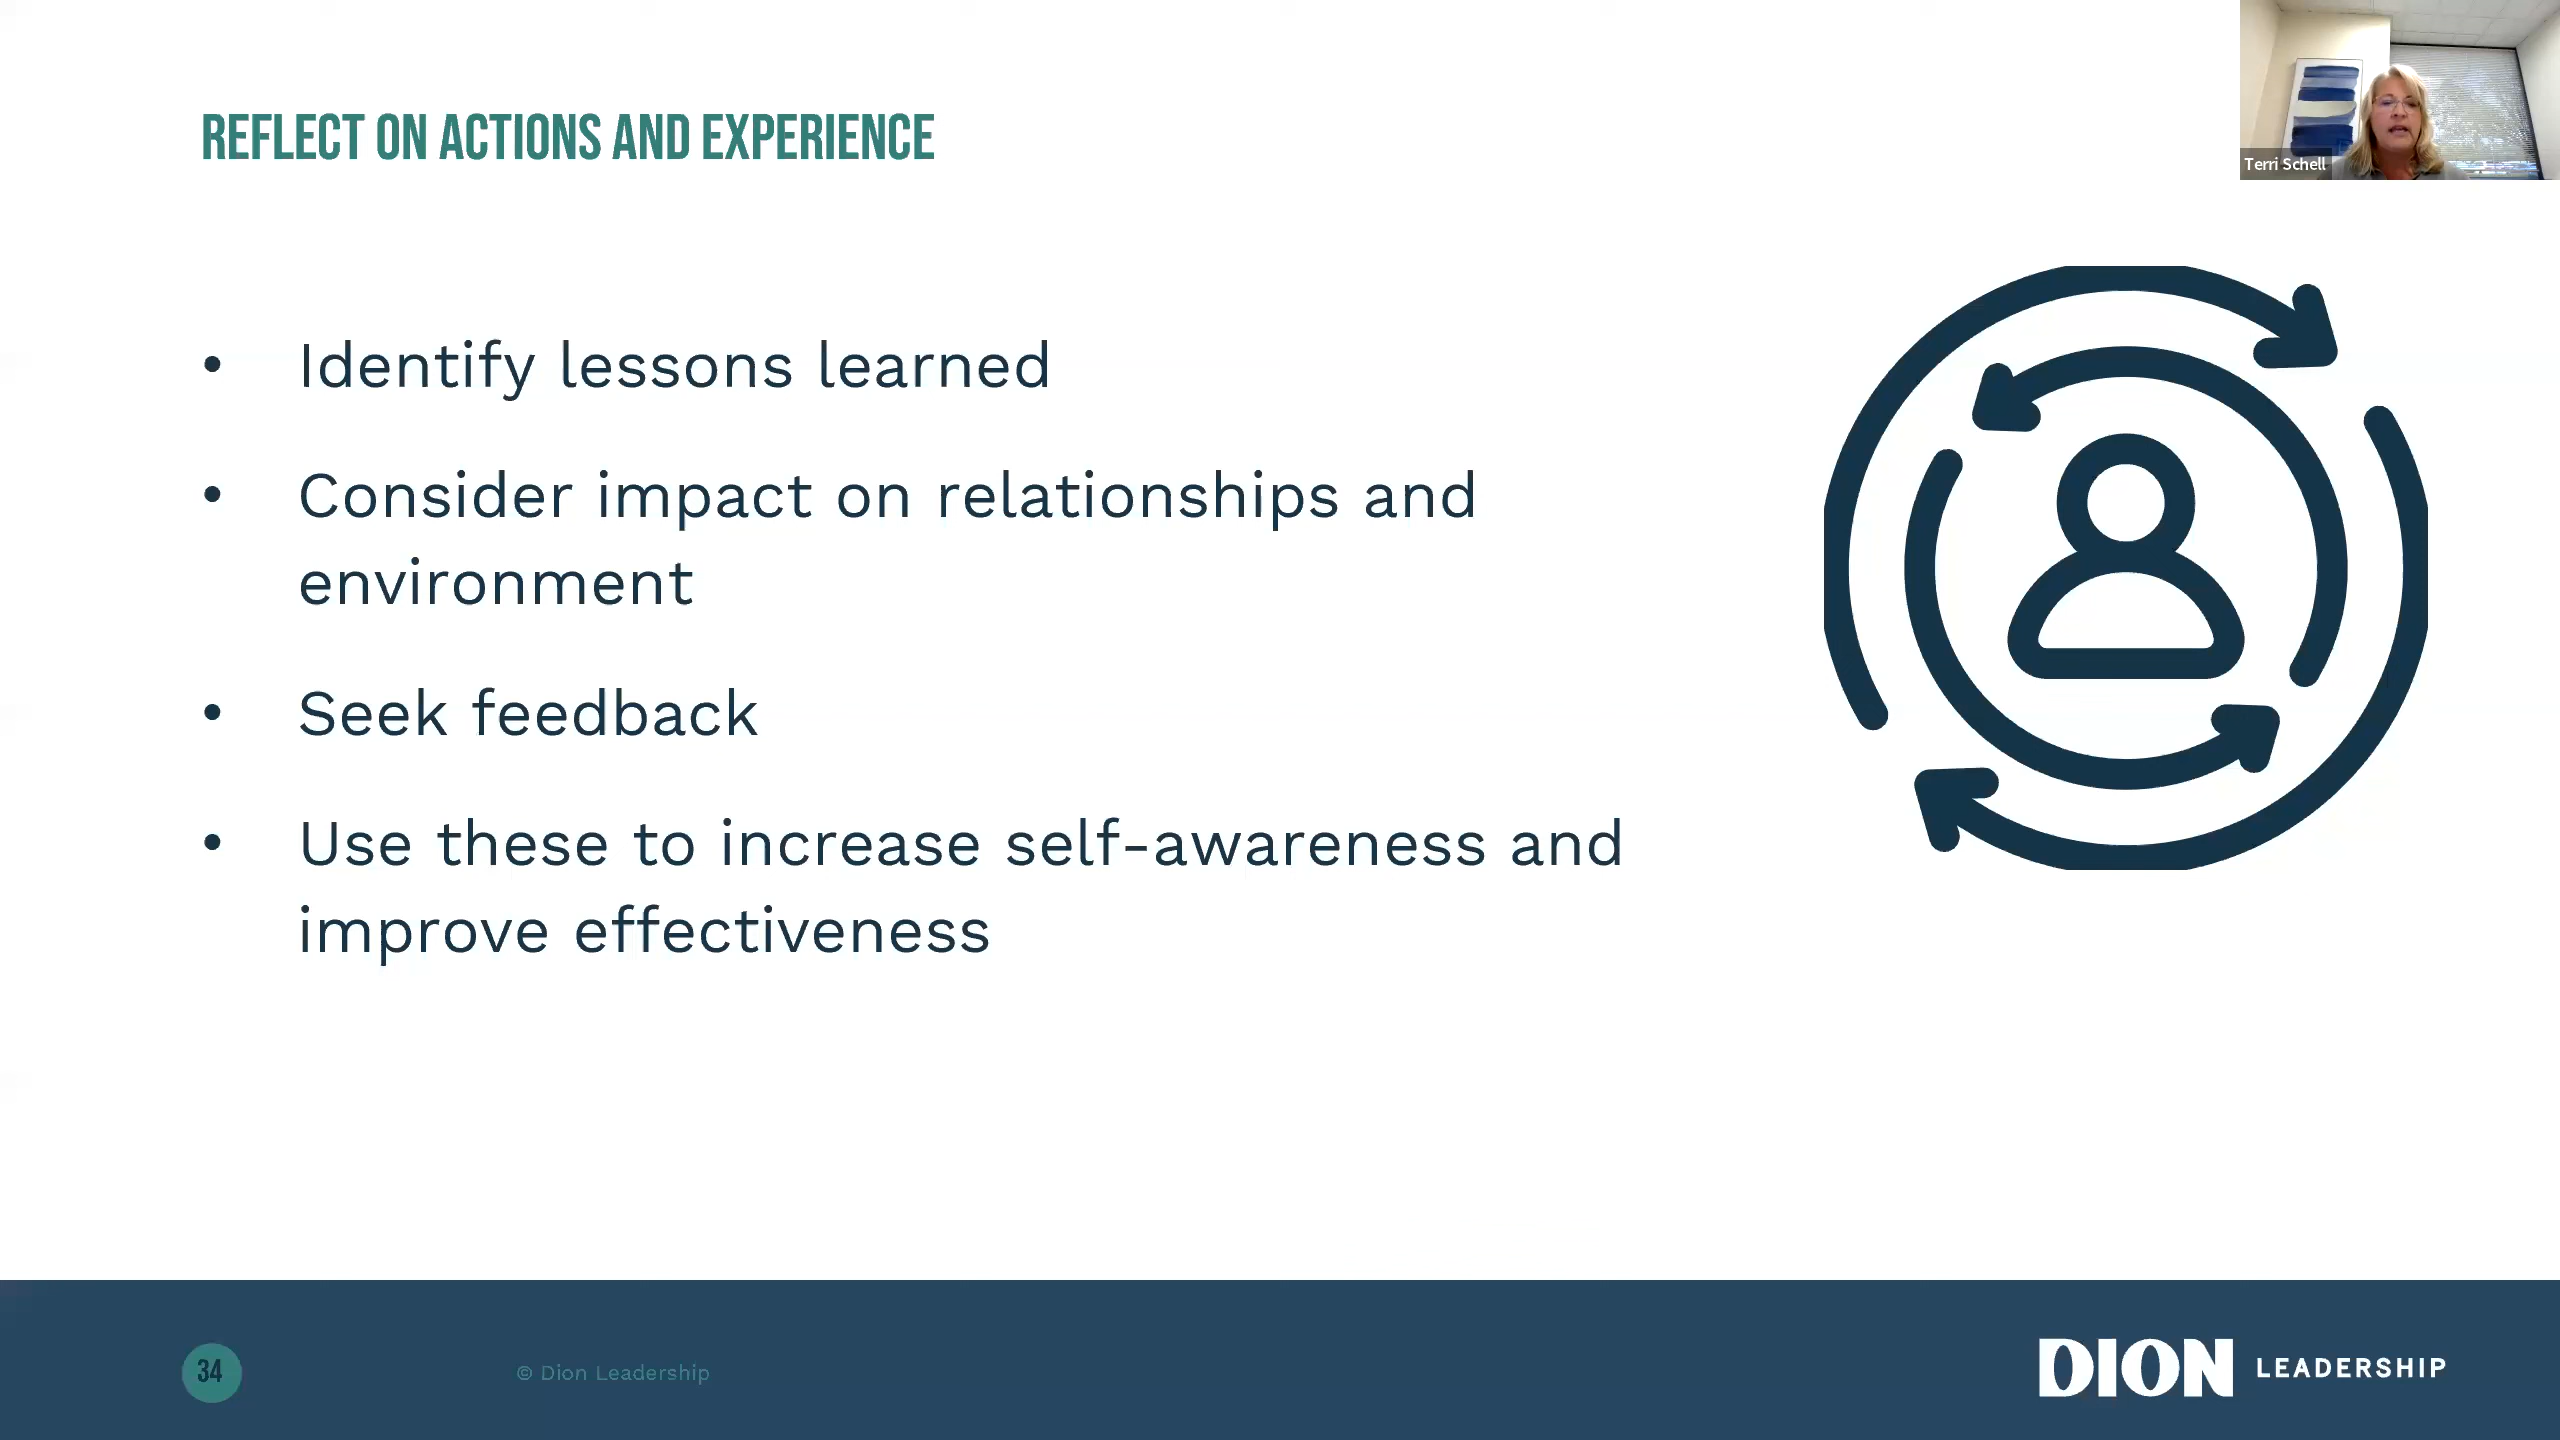 REFLECT ON ACTIONS AND EXPERIENCE
Terri Schell
• Identify lessons learned
• Consider impact on relationships and
environment
• Seek feedback
• Use these to increase self-awareness and
improve effectiveness
34
© Dion Leadership
DION LEADERSHIP